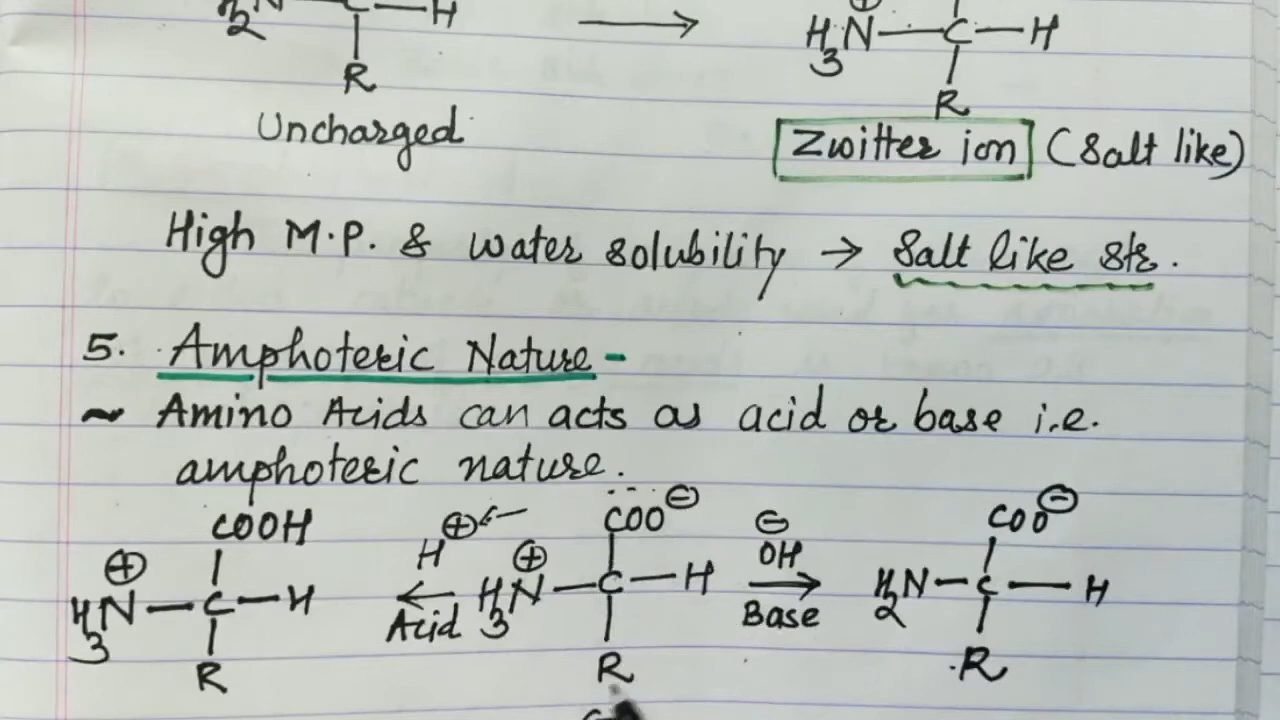 H2N—C—H → H3N⊕—C—H
R R
Uncharged
Zwitter ion (Salt like)
High M.P. & water solubility → Salt like str.
5. Amphoteric Nature -
~ Amino Acids can acts as acid or base i.e.
amphoteric nature.
COOH H⊕ ← COO⊖ ⊖OH COO⊖
H3N⊕—C—H ← H3N⊕—C—H → H2N—C—H
Acid Base
R R R